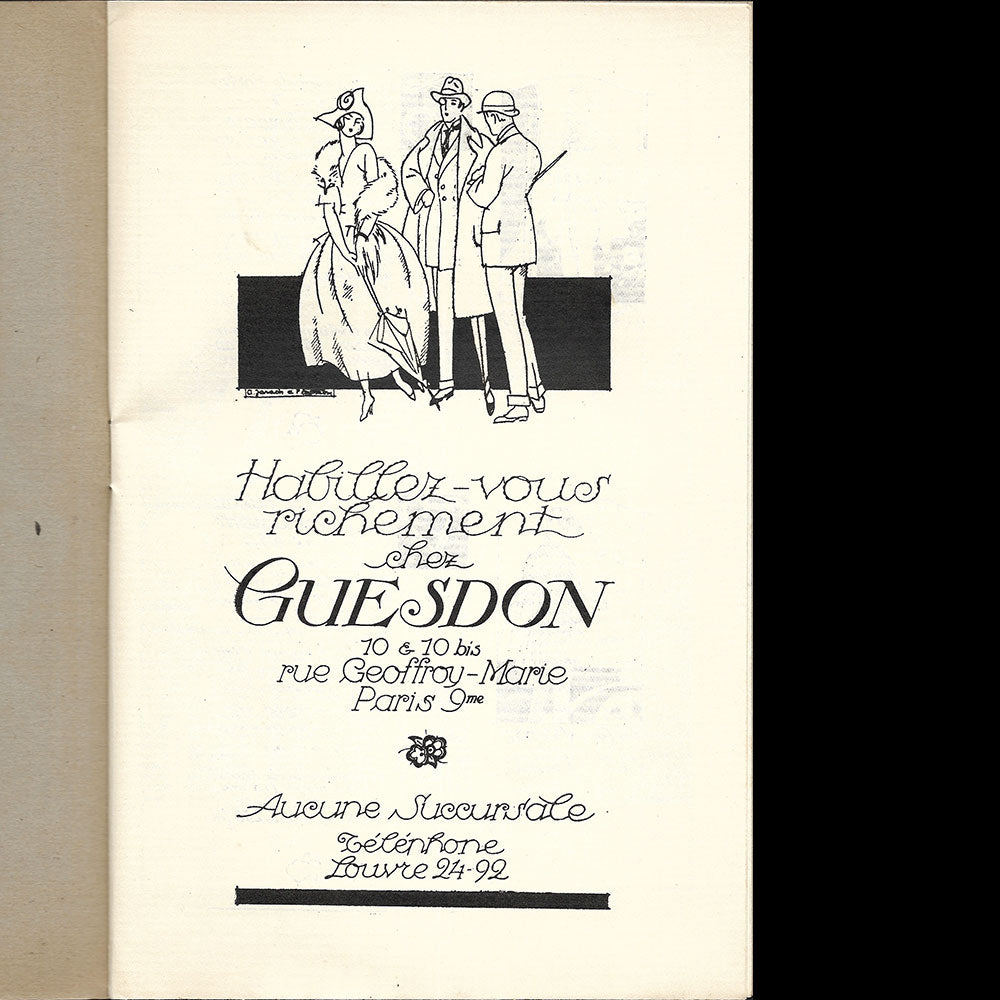 Habillez-vous
richement
chez
GUESDON
10 & 10 bis
rue Geoffroy-Marie
Paris 9me
Aucune Succursale
Téléphone
Louvre 24-92